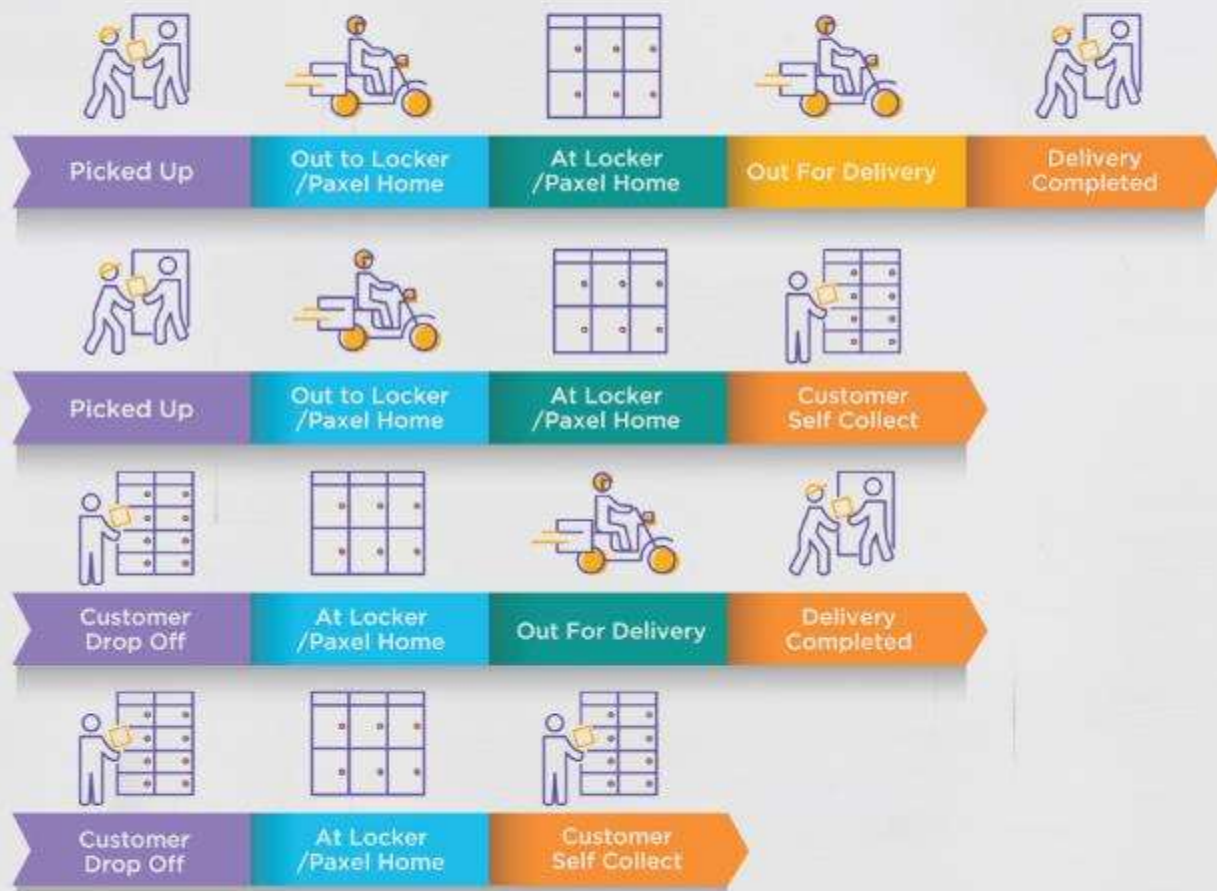 Picked Up
Out to Locker
/Paxel Home
At Locker
/Paxel Home
Out For Delivery
Delivery
Completed
Picked Up
Out to Locker
/Paxel Home
At Locker
/Paxel Home
Customer
Self Collect
Customer
Drop Off
At Locker
/Paxel Home
Out For Delivery
Delivery
Completed
Customer
Drop Off
At Locker
/Paxel Home
Customer
Self Collect